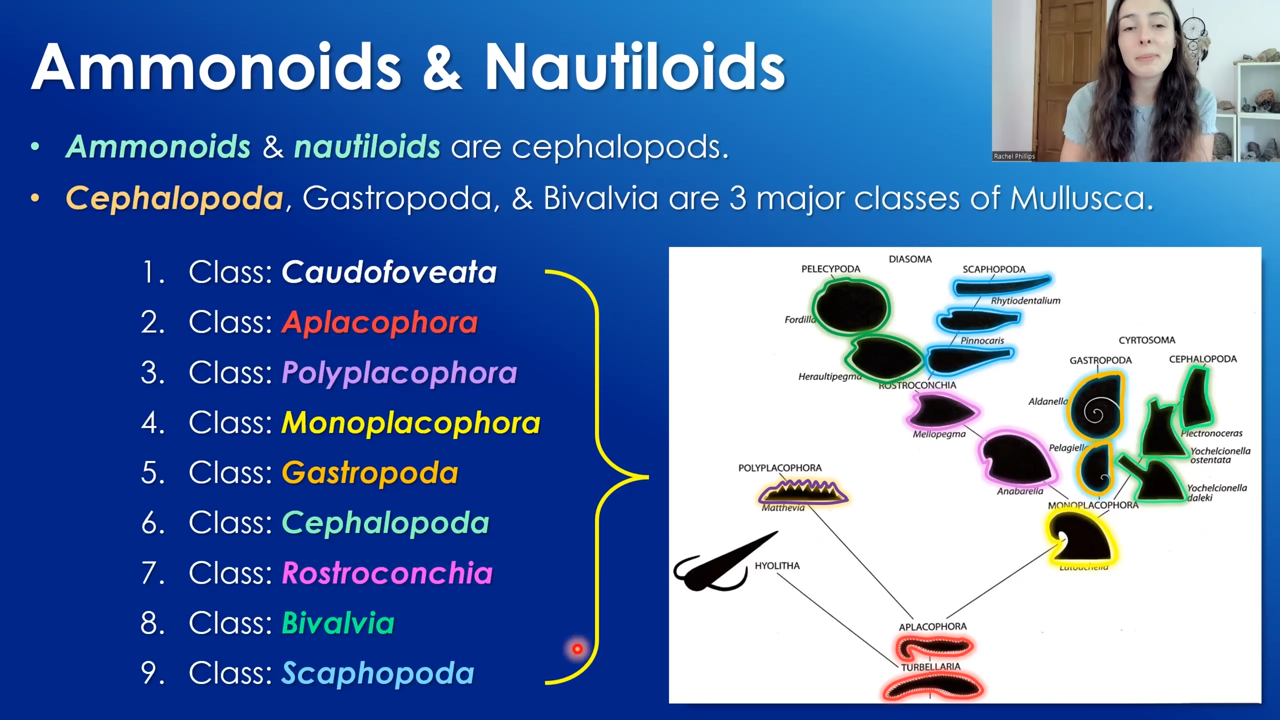 Ammonoids & Nautiloids
Rachel Phillips
• Ammonoids & nautiloids are cephalopods.
• Cephalopoda, Gastropoda, & Bivalvia are 3 major classes of Mullusca.
1. Class: Caudofoveata
2. Class: Aplacophora
3. Class: Polyplacophora
4. Class: Monoplacophora
5. Class: Gastropoda
6. Class: Cephalopoda
7. Class: Rostroconchia
8. Class: Bivalvia
9. Class: Scaphopoda
DIASOMA
PELECYPODA
SCAPHOPODA
Rhytiodentalium
Fordilla
Pinnocaris
CYRTOSOMA
GASTROPODA
CEPHALOPODA
Heraultipegma
ROSTROCONCHIA
Aldanella
Mellopegma
Plectronoceras
Pelagiella
Yochelcionella
ostentata
POLYPLACOPHORA
Anabarella
Yochelcionella
daleki
Matthevia
MONOPLACOPHORA
HYOLITHA
Latouchella
APLACOPHORA
TURBELLARIA